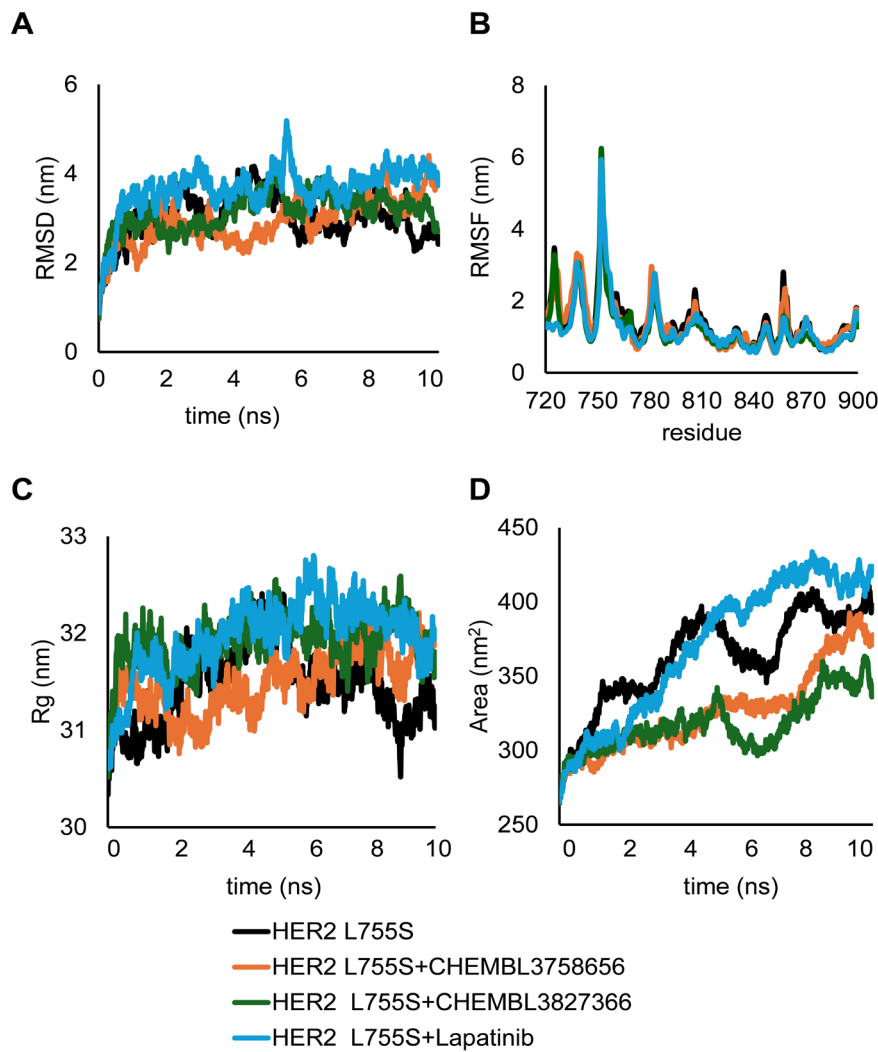 A
RMSD (nm)
6
4
2
0
0 2 4 6 8 10
time (ns)
B
RMSF (nm)
8
6
4
2
0
720 750 780 810 840 870 900
residue
C
Rg (nm)
33
32
31
30
0 2 4 6 8 10
time (ns)
D
Area (nm²)
450
400
350
300
250
0 2 4 6 8 10
time (ns)
HER2 L755S
HER2 L755S+CHEMBL3758656
HER2 L755S+CHEMBL3827366
HER2 L755S+Lapatinib